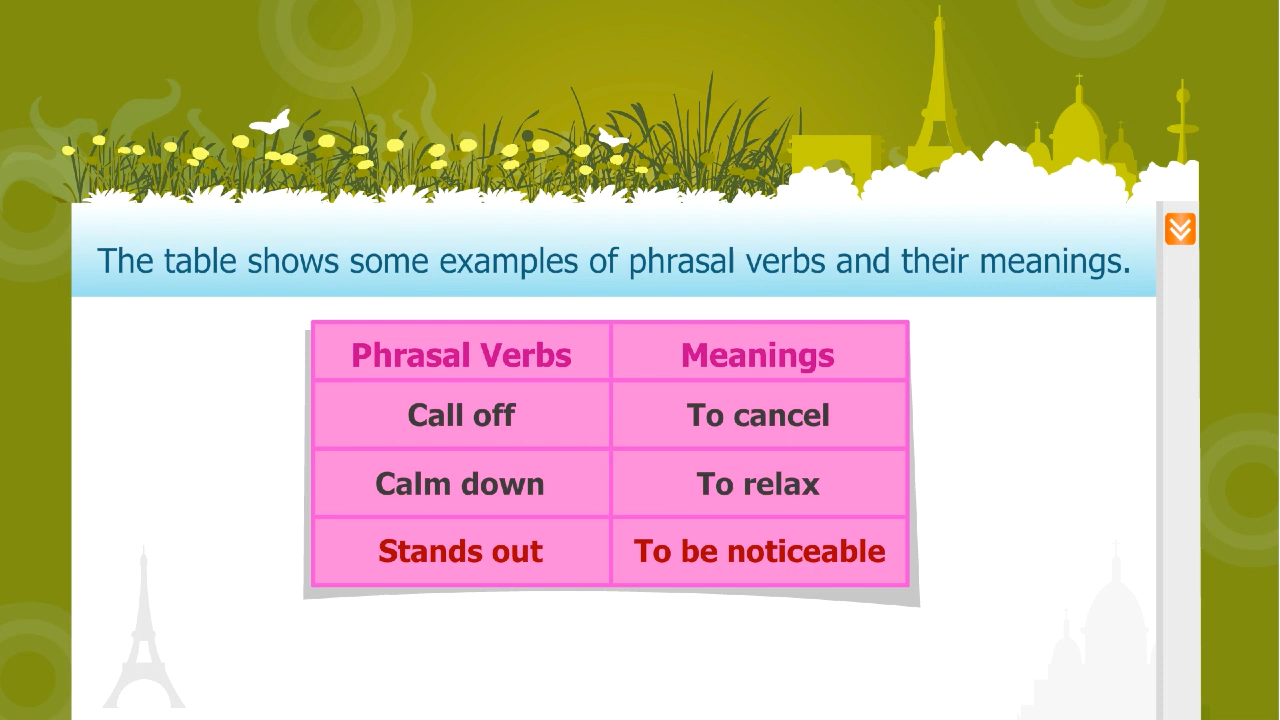 The table shows some examples of phrasal verbs and their meanings.
Phrasal Verbs Meanings
Call off To cancel
Calm down To relax
Stands out To be noticeable